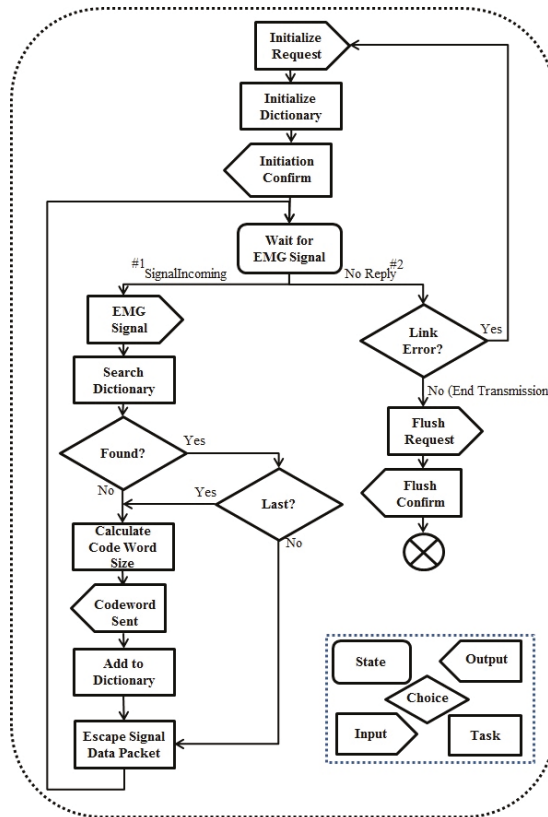 Initialize
Request
Initialize
Dictionary
Initiation
Confirm
Wait for
EMG Signal
#1
SignalIncoming
No Reply
#2
EMG
Signal
Link
Error?
Yes
Search
Dictionary
No (End Transmission
Flush
Request
Found?
Yes
Flush
Confirm
No
Yes
Last?
Calculate
Code Word
Size
No
Codeword
Sent
Add to
Dictionary
Escape Signal
Data Packet
State
Output
Choice
Input
Task